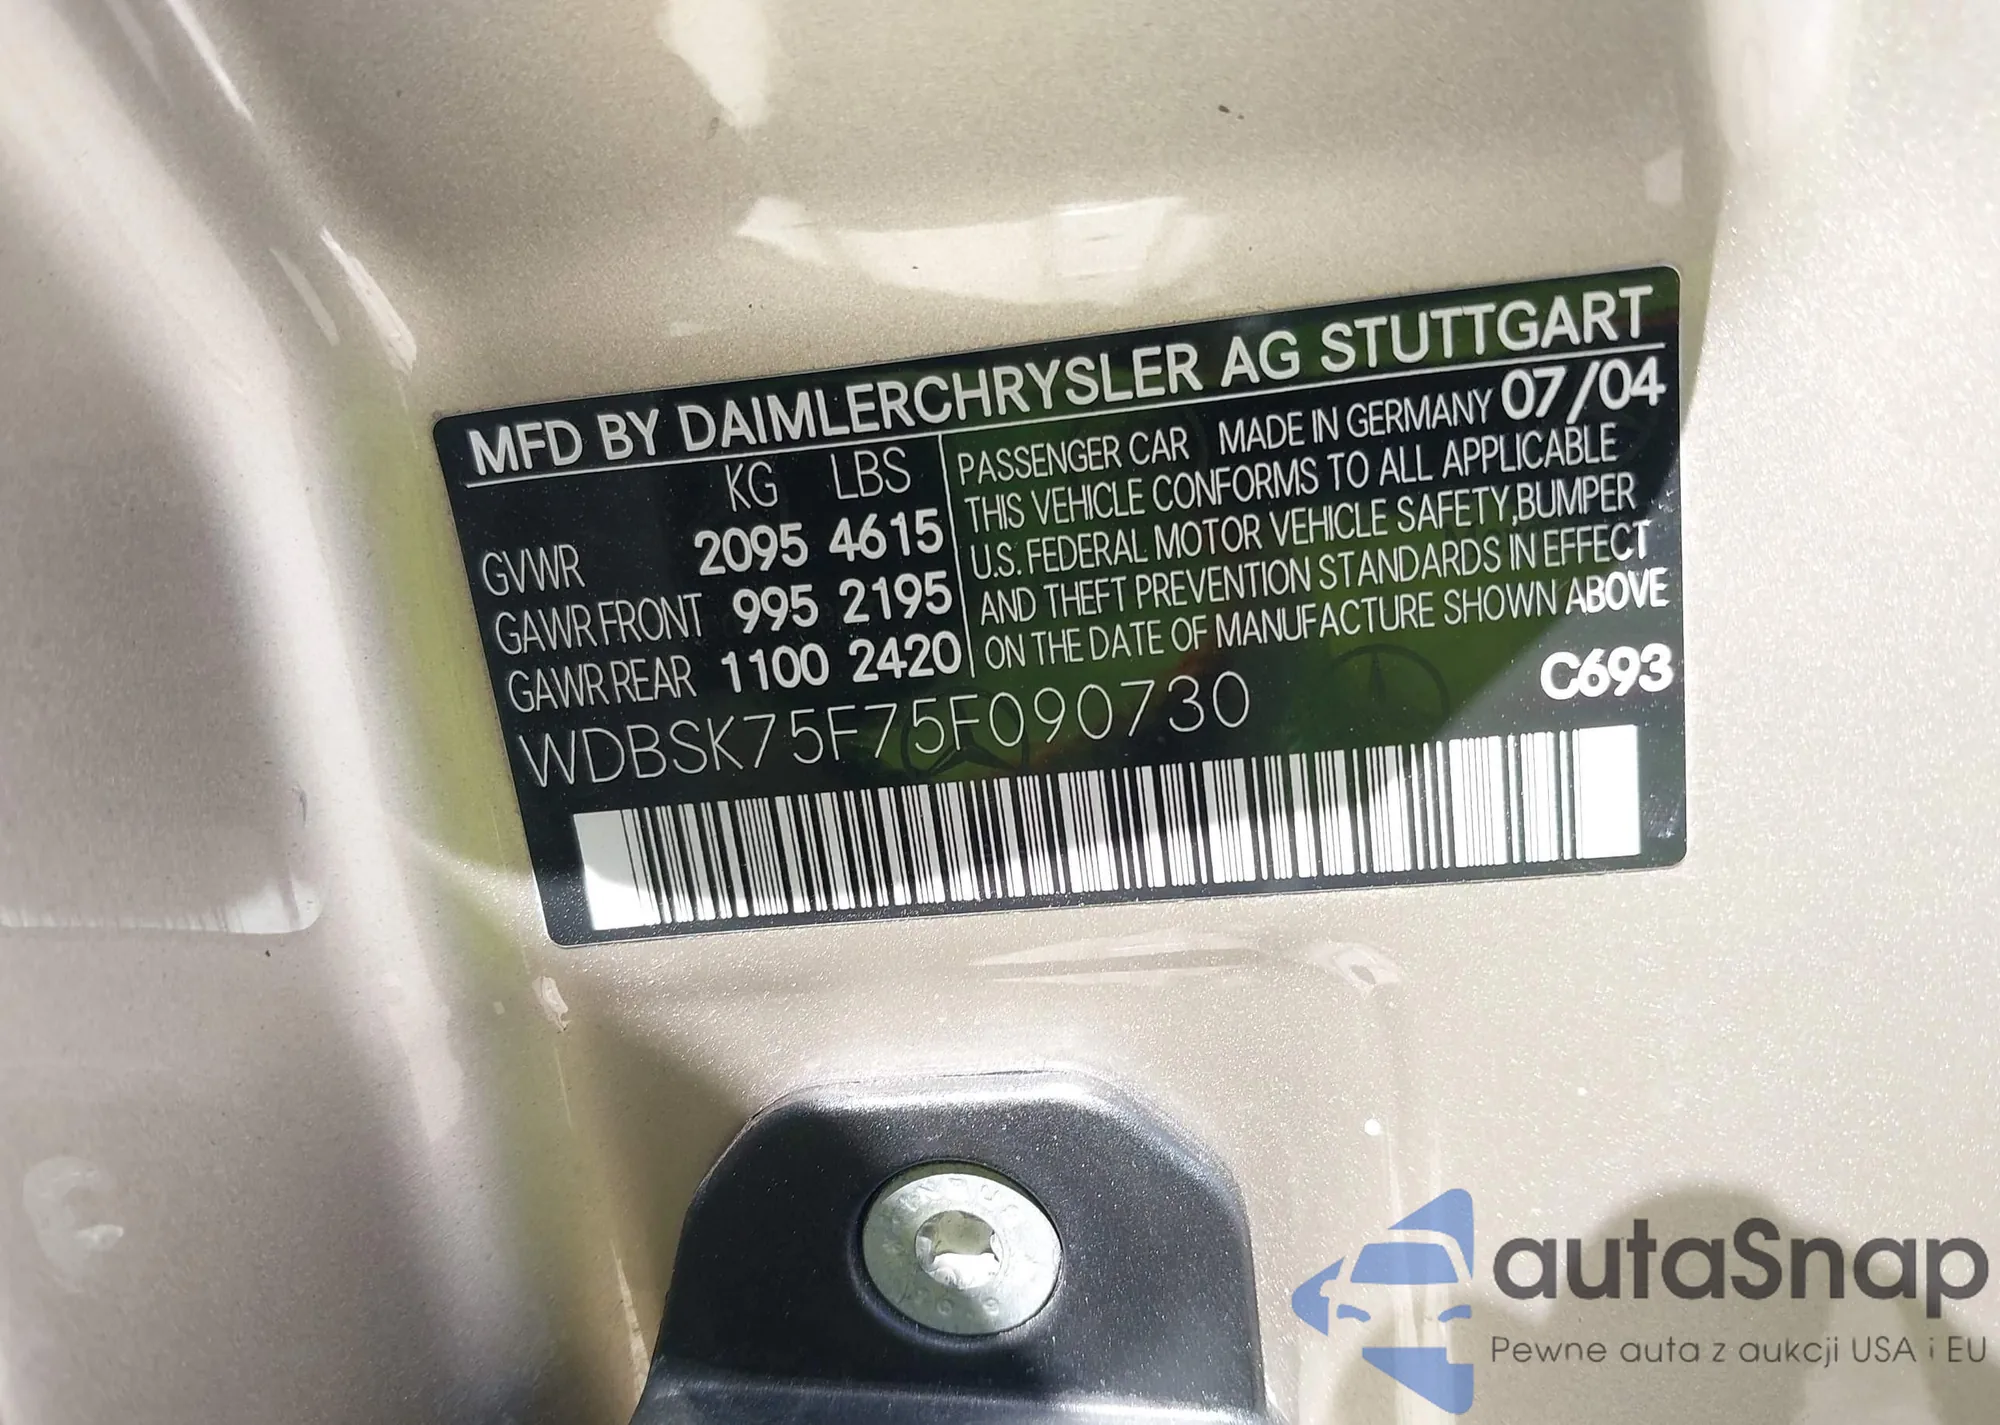 MFD BY DAIMLERCHRYSLER AG STUTTGART
KG LBS
GVWR 2095 4615
GAWR FRONT 995 2195
GAWR REAR 1100 2420
PASSENGER CAR MADE IN GERMANY 07/04
THIS VEHICLE CONFORMS TO ALL APPLICABLE
U.S. FEDERAL MOTOR VEHICLE SAFETY,BUMPER
AND THEFT PREVENTION STANDARDS IN EFFECT
ON THE DATE OF MANUFACTURE SHOWN ABOVE
C693
WDBSK75F75F090730
autaSnap
Pewne auta z aukcji USA i EU